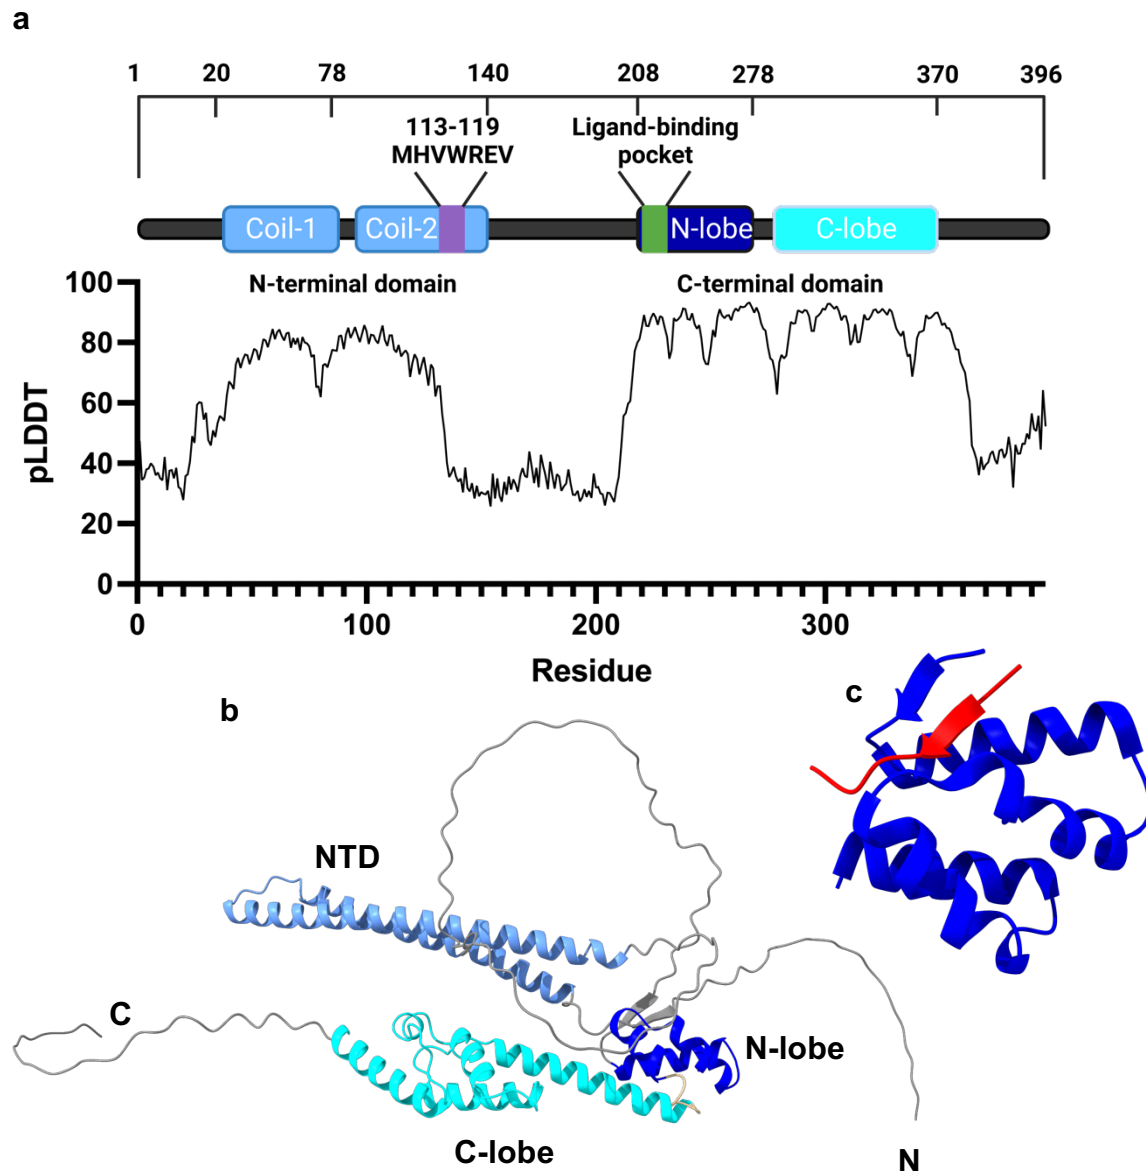 a
1 20 78 140 208 278 370 396
113-119
MHVWREV
Ligand-binding
pocket
Coil-1 Coil-2 N-lobe C-lobe
N-terminal domain C-terminal domain
100
80
60
40
20
0
pLDDT
0 100 200 300
Residue
b
c
NTD
C
N-lobe
C-lobe
N